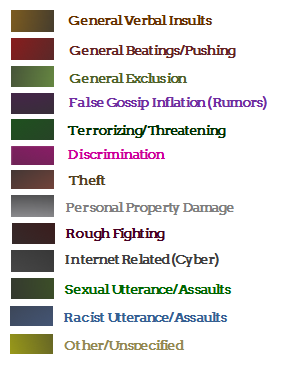 General Verbal Insults
General Beatings/Pushing
General Exclusion
False Gossip Inflation (Rumors)
Terrorizing/Threatening
Discrimination
Theft
Personal Property Damage
Rough Fighting
Internet Related (Cyber)
Sexual Utterance/Assaults
Racist Utterance/Assaults
Other/Unspecified